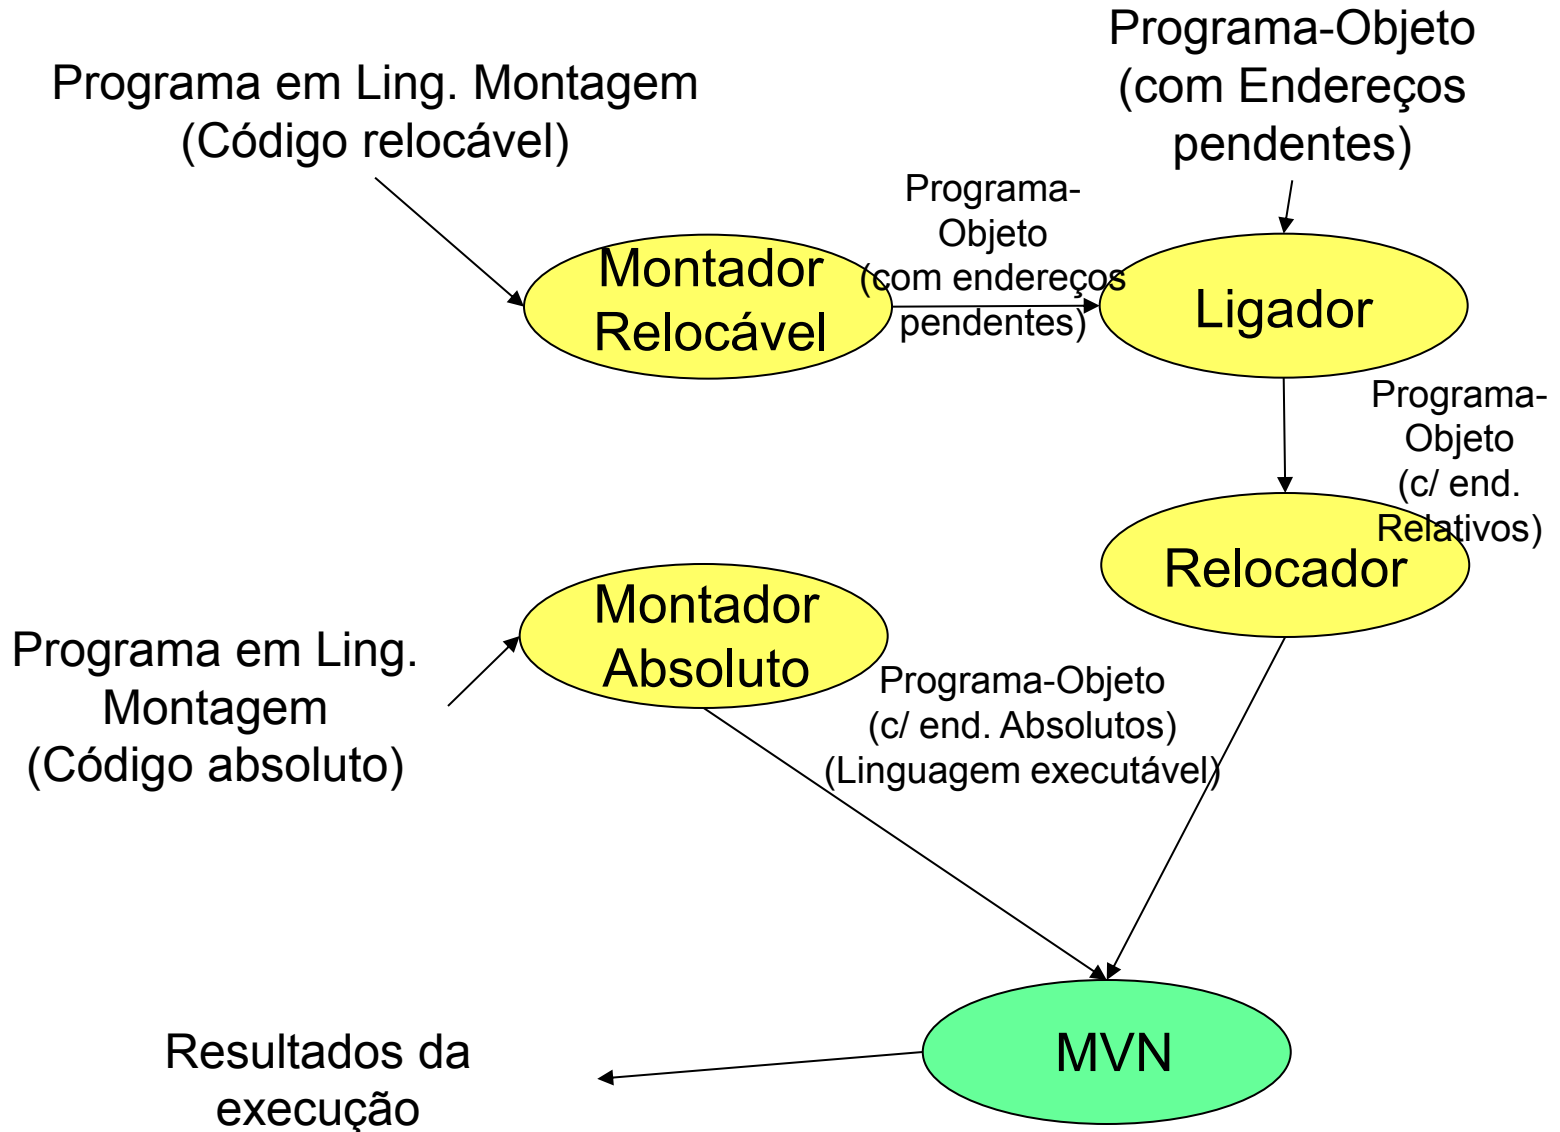 Programa-Objeto
(com Endereços
pendentes)
Programa em Ling. Montagem
(Código relocável)
Programa-
Objeto
(com endereços
pendentes)
Montador
Relocável
Ligador
Programa-
Objeto
(c/ end.
Relativos)
Relocador
Montador
Absoluto
Programa em Ling.
Montagem
(Código absoluto)
Programa-Objeto
(c/ end. Absolutos)
(Linguagem executável)
MVN
Resultados da
execução